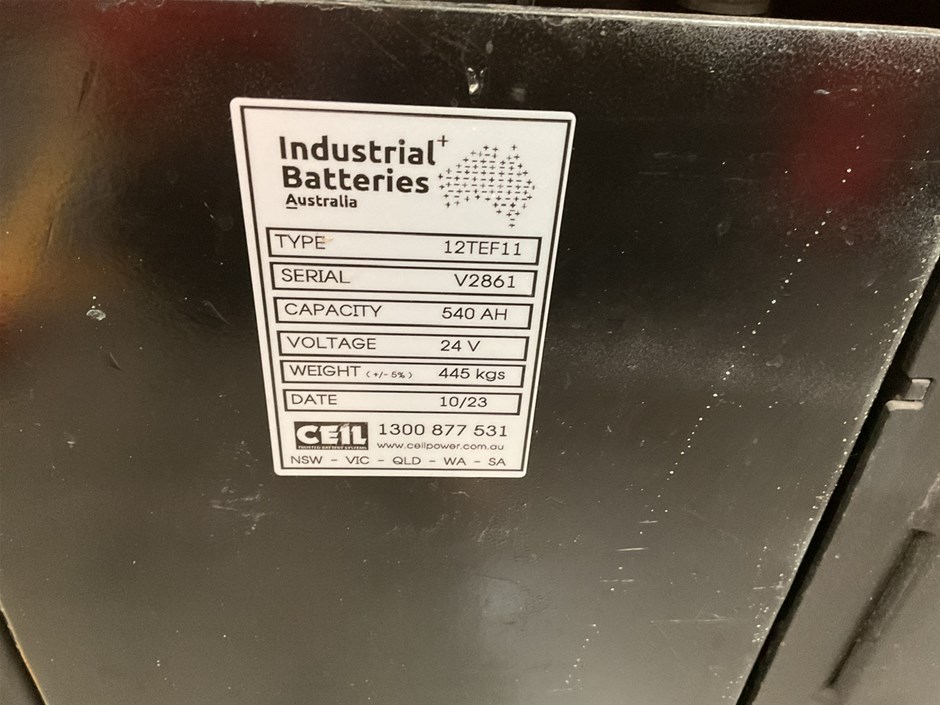 Industrial+
Batteries
Australia
TYPE 12TEF11
SERIAL V2861
CAPACITY 540 AH
VOLTAGE 24 V
WEIGHT (+/- 5%) 445 kgs
DATE 10/23
CEIL 1300 877 531
www.ceilpower.com.au
NSW - VIC - QLD - WA - SA